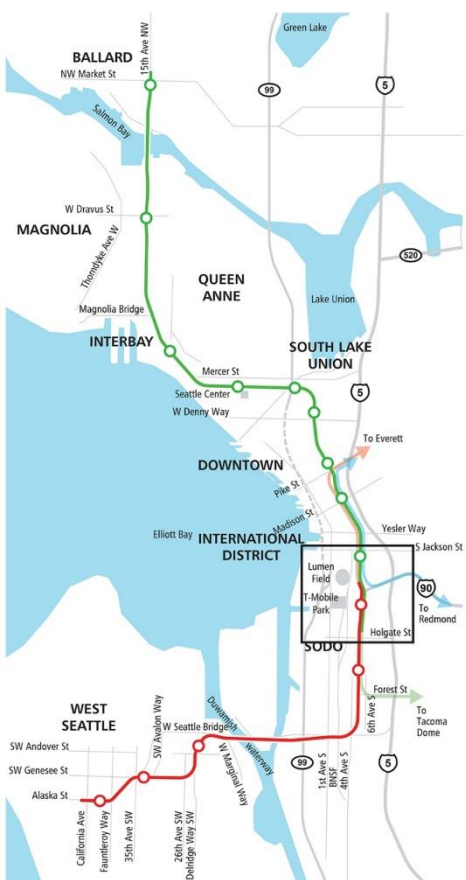 Green Lake
15th Ave NW
BALLARD
NW Market St
99
5
Salmon Bay
W Dravus St
MAGNOLIA
Thorndyke Ave W
520
QUEEN
ANNE
Lake Union
Magnolia Bridge
INTERBAY
SOUTH LAKE
UNION
Mercer St
Seattle Center
5
W Denny Way
To Everett
DOWNTOWN
Pike St
Madison St
Yesler Way
Elliott Bay
INTERNATIONAL
DISTRICT
S Jackson St
Lumen
Field
90
T-Mobile
Park
To
Redmond
Holgate St
SODO
Forest St
6th Ave S
To
Tacoma
Dome
WEST
SEATTLE
SW Avalon Way
W Seattle Bridge
Duwamish
waterway
SW Andover St
W Marginal Way
99
1st Ave S
BNSF
4th Ave S
5
SW Genesee St
Alaska St
California Ave
Fauntleroy Way
35th Ave SW
26th Ave SW
Delridge Way SW